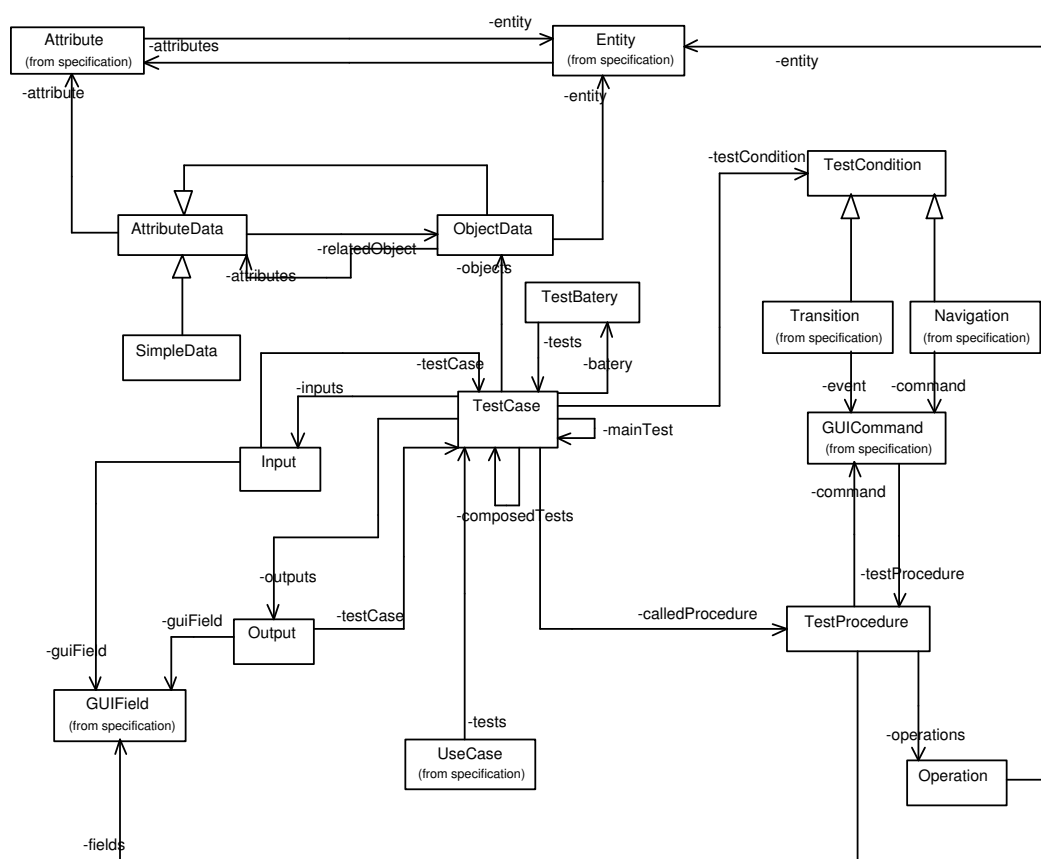 -entity
Attribute
(from specification)
-attributes
Entity
(from specification)
-entity
-attribute
-entity
-testCondition
TestCondition
AttributeData
ObjectData
-relatedObject
-attributes
-objects
TestBatery
Transition
(from specification)
Navigation
(from specification)
-tests
SimpleData
-testCase
-batery
-inputs
-event
-command
TestCase
-mainTest
GUICommand
(from specification)
Input
-command
-composedTests
-outputs
-testProcedure
-testCase
-calledProcedure
-guiField
Output
TestProcedure
-guiField
GUIField
(from specification)
-tests
-operations
UseCase
(from specification)
Operation
-fields